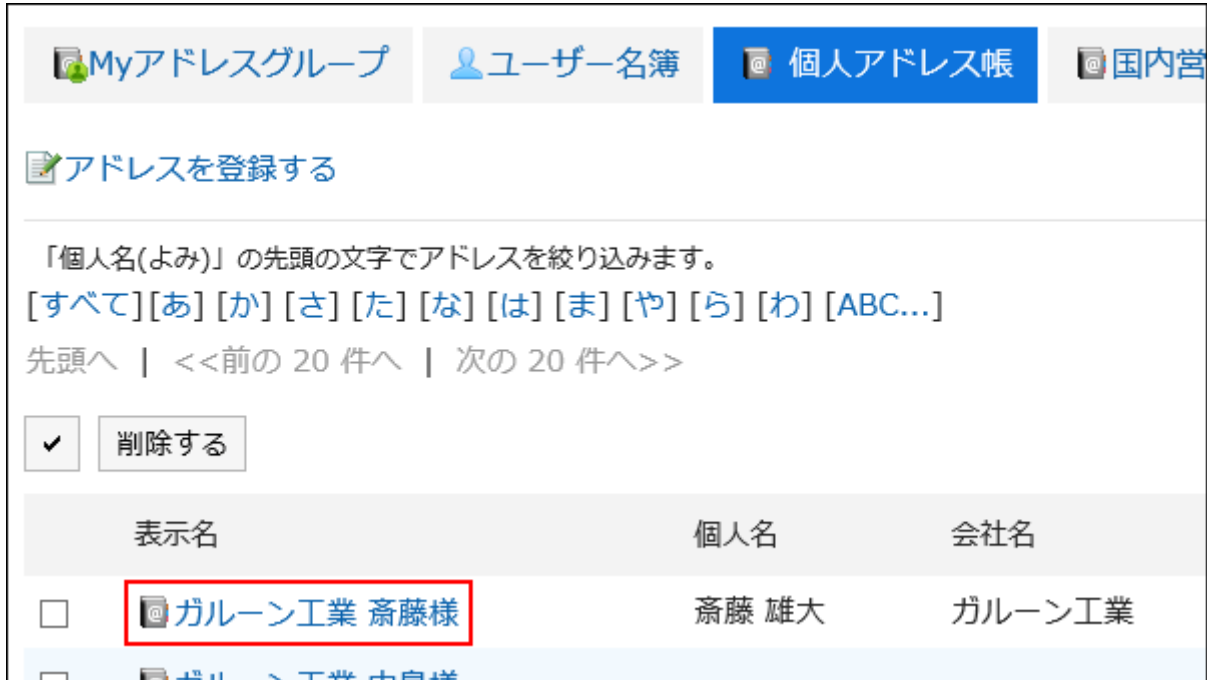 Myアドレスグループ ユーザー名簿 個人アドレス帳 国内営
アドレスを登録する
「個人名(よみ)」の先頭の文字でアドレスを絞り込みます。
[すべて][あ] [か] [さ] [た] [な] [は] [ま] [や] [ら] [わ] [ABC...]
先頭へ | <<前の 20 件へ | 次の 20 件へ>>
削除する
表示名 個人名 会社名
ガルーン工業 斎藤様 斎藤 雄大 ガルーン工業
ガルーン工業